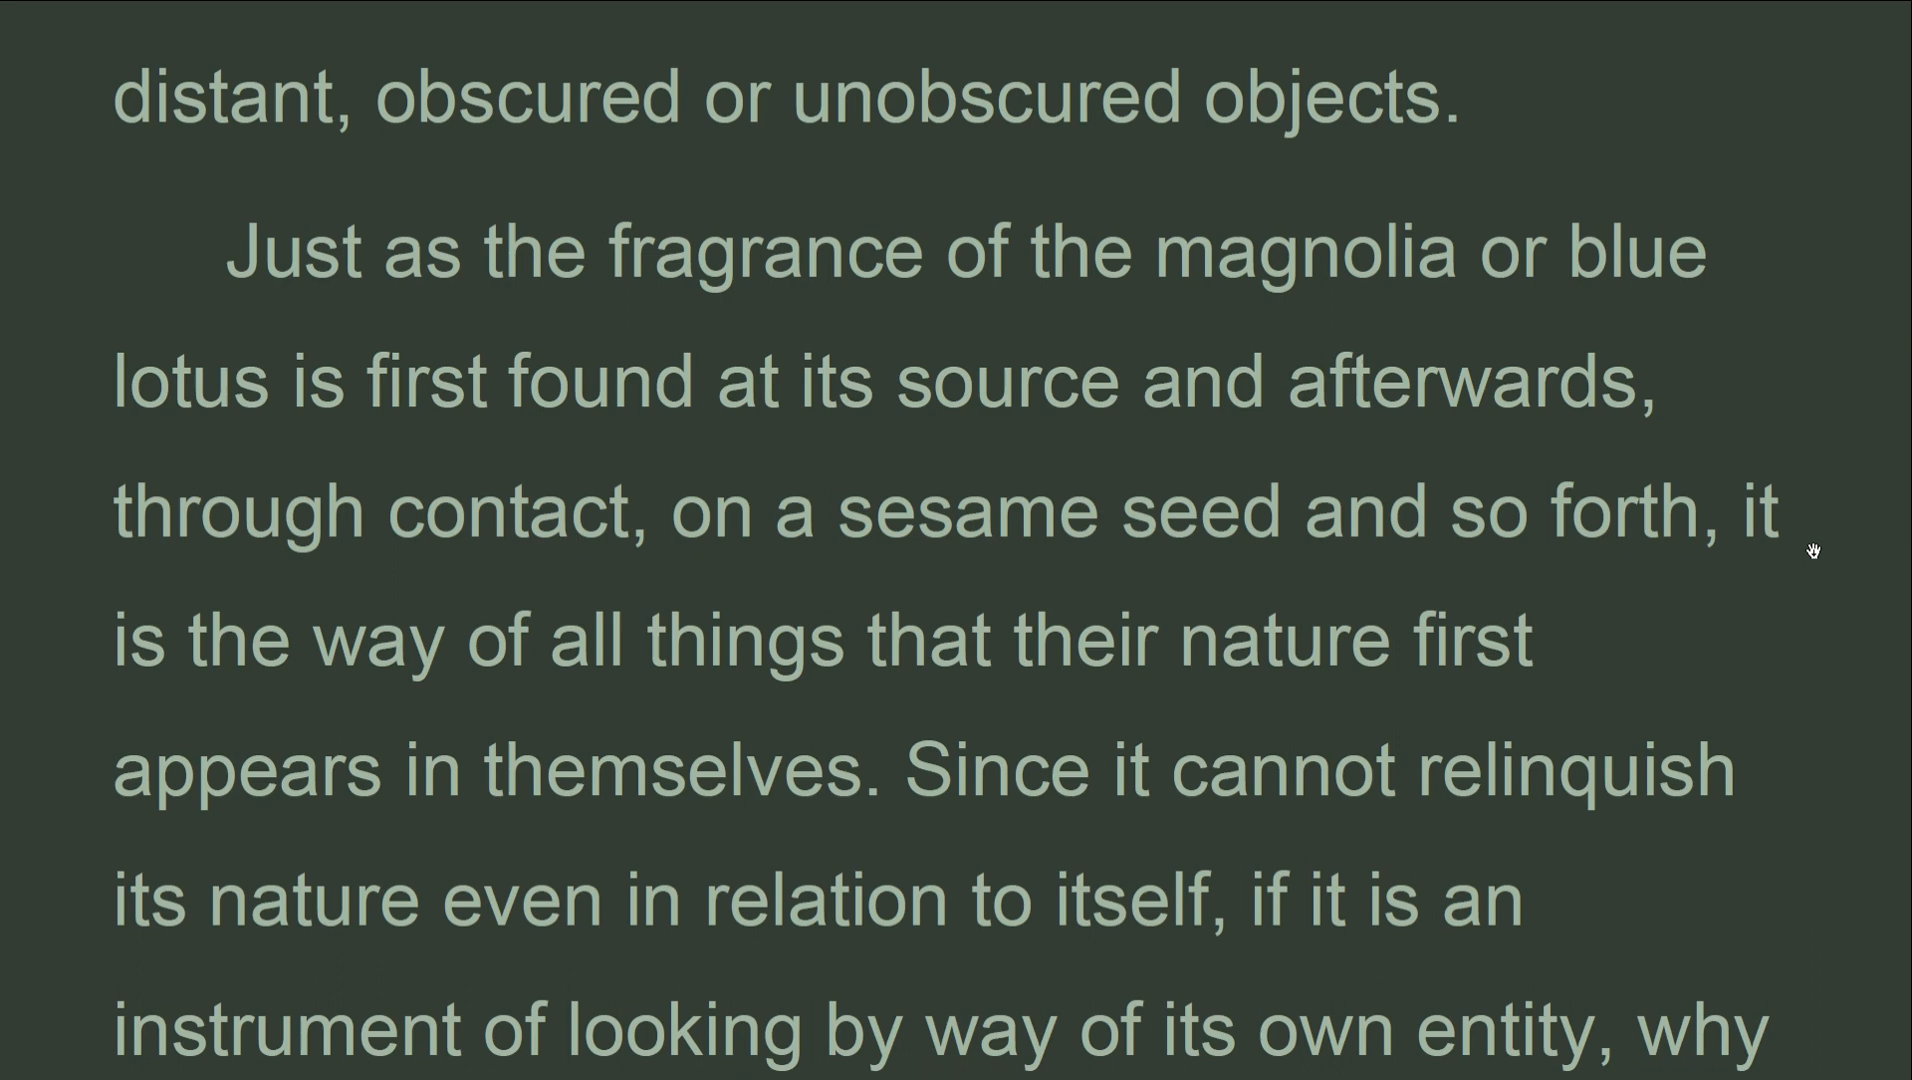 distant, obscured or unobscured objects.
Just as the fragrance of the magnolia or blue
lotus is first found at its source and afterwards,
through contact, on a sesame seed and so forth, it
is the way of all things that their nature first
appears in themselves. Since it cannot relinquish
its nature even in relation to itself, if it is an
instrument of looking by way of its own entity, why